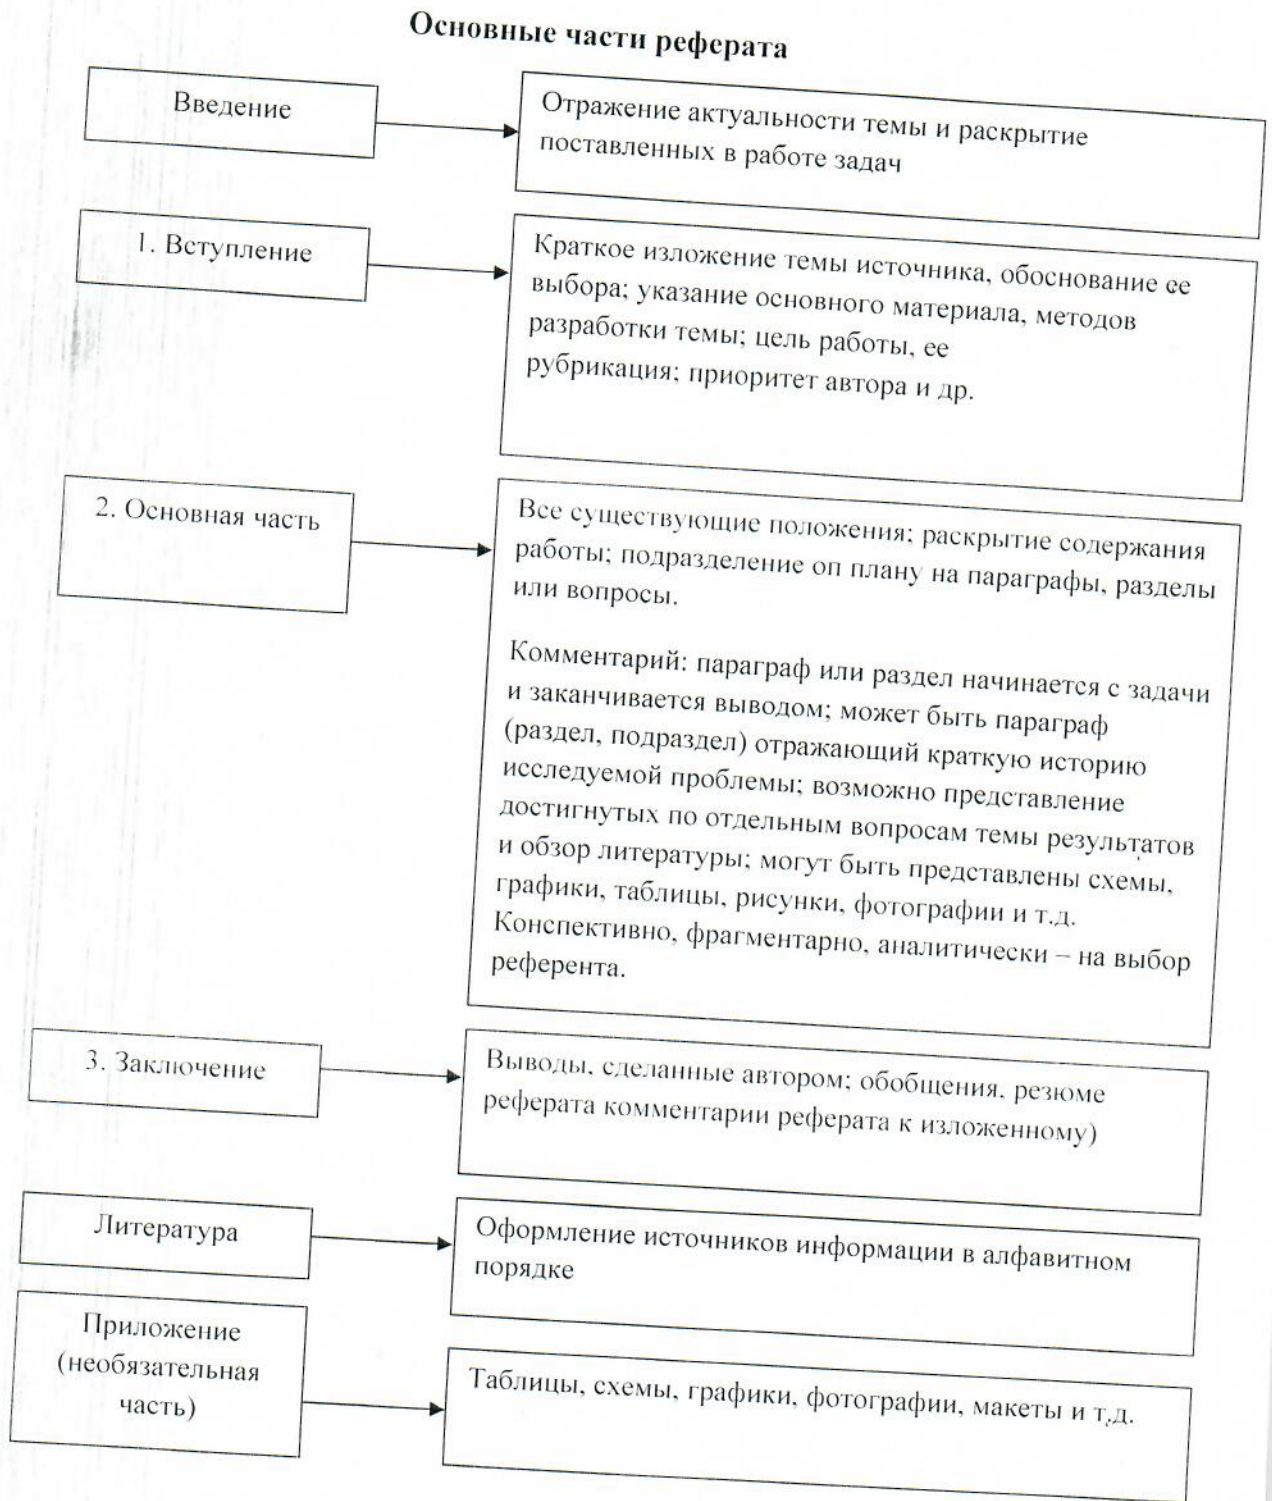 Основные части реферата
Введение
Отражение актуальности темы и раскрытие
поставленных в работе задач
1. Вступление
Краткое изложение темы источника, обоснование ее
выбора; указание основного материала, методов
разработки темы; цель работы, ее
рубрикация; приоритет автора и др.
2. Основная часть
Все существующие положения; раскрытие содержания
работы; подразделение оп плану на параграфы, разделы
или вопросы.
Комментарий: параграф или раздел начинается с задачи
и заканчивается выводом; может быть параграф
(раздел, подраздел) отражающий краткую историю
исследуемой проблемы; возможно представление
достигнутых по отдельным вопросам темы результатов
и обзор литературы; могут быть представлены схемы,
графики, таблицы, рисунки, фотографии и т.д.
Конспективно, фрагментарно, аналитически – на выбор
референта.
3. Заключение
Выводы, сделанные автором; обобщения, резюме
реферата комментарии реферата к изложенному)
Литература
Оформление источников информации в алфавитном
порядке
Приложение
(необязательная
часть)
Таблицы, схемы, графики, фотографии, макеты и т.д.